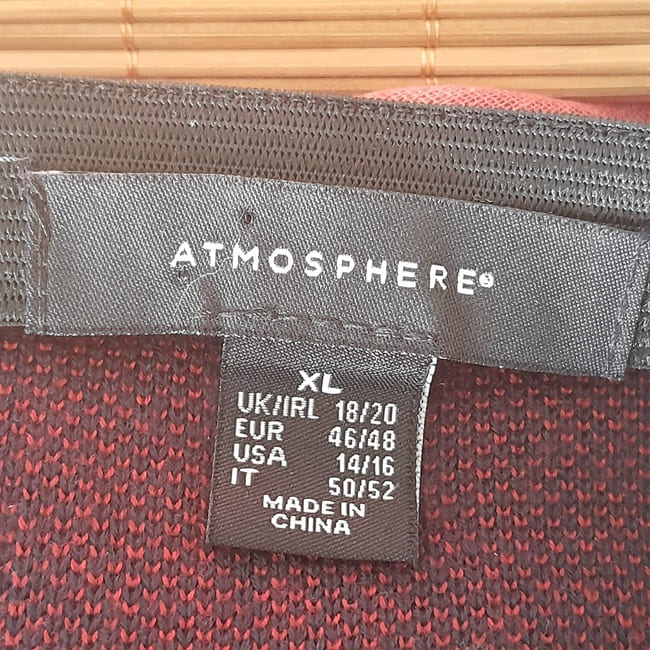 ATMOSPHERE®
XL
UK/IRL 18/20
EUR 46/48
USA 14/16
IT 50/52
MADE IN
CHINA